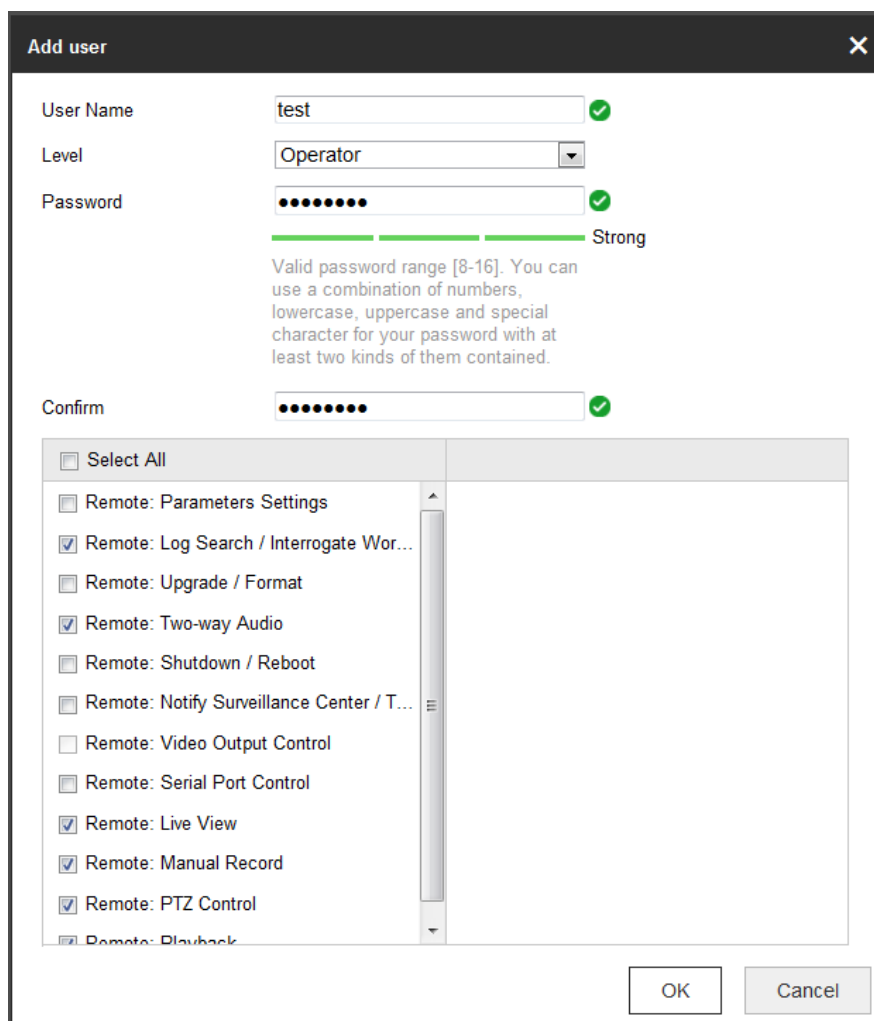 Add user
User Name
test
Level
Operator
Password
••••••••
Strong
Valid password range [8-16]. You can
use a combination of numbers,
lowercase, uppercase and special
character for your password with at
least two kinds of them contained.
Confirm
••••••••
Select All
Remote: Parameters Settings
Remote: Log Search / Interrogate Wor...
Remote: Upgrade / Format
Remote: Two-way Audio
Remote: Shutdown / Reboot
Remote: Notify Surveillance Center / T...
Remote: Video Output Control
Remote: Serial Port Control
Remote: Live View
Remote: Manual Record
Remote: PTZ Control
Remote: Playback
OK
Cancel